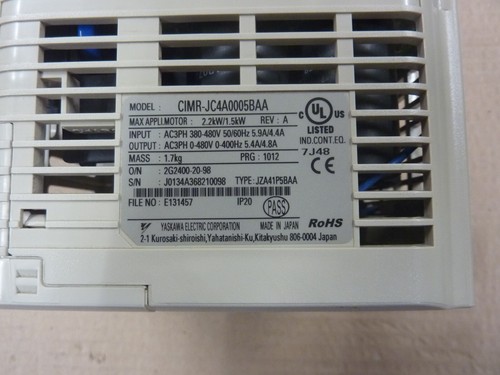 MODEL : CIMR-JC4A0005BAA
MAX APPLI.MOTOR : 2.2kW/1.5kW REV : A
INPUT : AC3PH 380-480V 50/60Hz 5.9A/4.4A
OUTPUT : AC3PH 0-480V 0-400Hz 5.4A/4.8A
MASS : 1.7kg PRG : 1012
O/N : 2G2400-20-98
S/N : J0134A368210098 TYPE : JZA41P5BAA
FILE NO : E131457 IP20 PASS
YASKAWA ELECTRIC CORPORATION MADE IN JAPAN RoHS
2-1 Kurosaki-shiroishi,Yahatanishi-Ku,Kitakyushu 806-0004 Japan
C UL US
LISTED
IND.CONT.EQ.
7J48